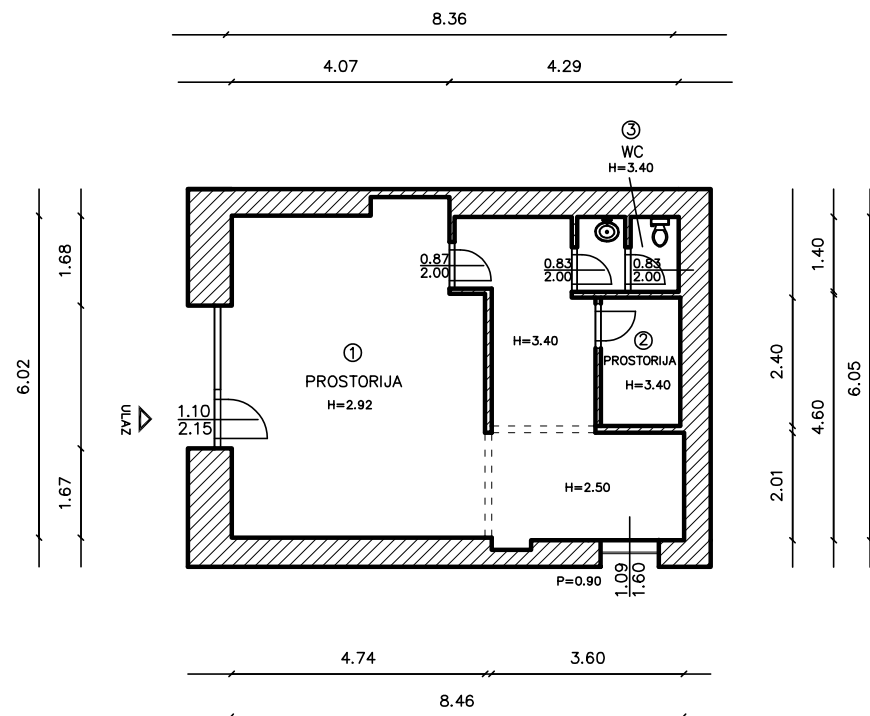 8.36
4.07
4.29
3
WC
H=3.40
1.68
6.02
1.67
0.87
2.00
0.83
2.00
0.83
2.00
1.40
2.40
4.60
6.05
2.01
1
PROSTORIJA
H=2.92
H=3.40
2
PROSTORIJA
H=3.40
ULAZ
1.10
2.15
H=2.50
P=0.90
1.09
1.60
4.74
3.60
8.46